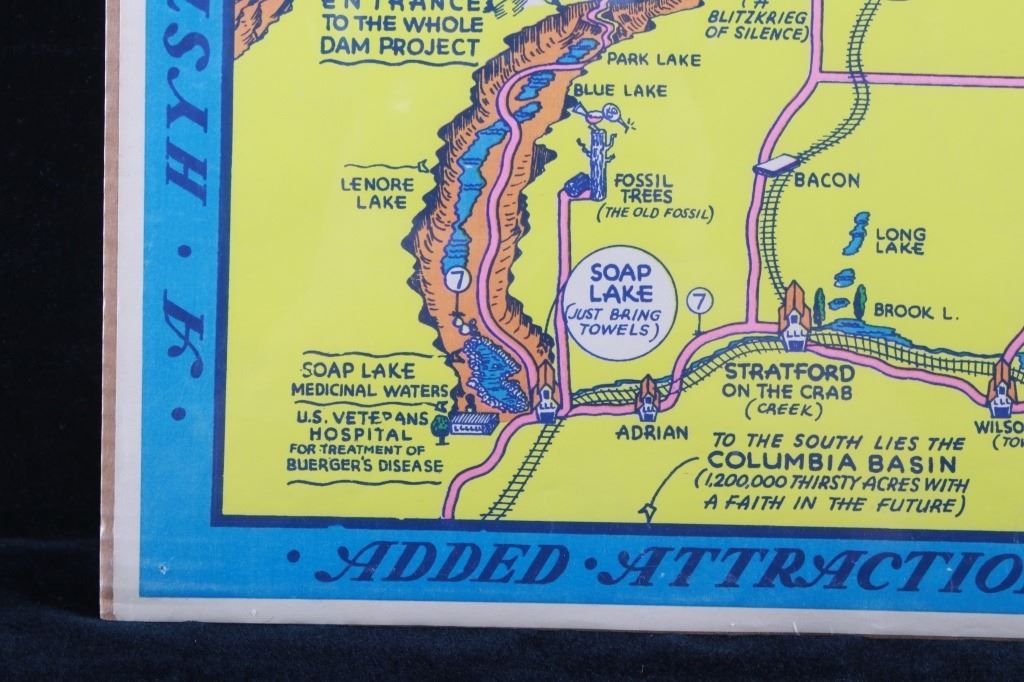 ENTRANCE
TO THE WHOLE
DAM PROJECT
(A
BLITZKRIEG
OF SILENCE)
PARK LAKE
BLUE LAKE
LENORE
LAKE
FOSSIL
TREES
(THE OLD FOSSIL)
BACON
LONG
LAKE
7
SOAP
LAKE
(JUST BRING
TOWELS)
7
BROOK L.
SOAP LAKE
MEDICINAL WATERS
U.S. VETERANS
HOSPITAL
FOR TREATMENT OF
BUERGER'S DISEASE
STRATFORD
ON THE CRAB
(CREEK)
ADRIAN
WILSO
(TOW
TO THE SOUTH LIES THE
COLUMBIA BASIN
(1,200,000 THIRSTY ACRES WITH
A FAITH IN THE FUTURE)
· A · HYST
· ADDED · ATTRACTIO